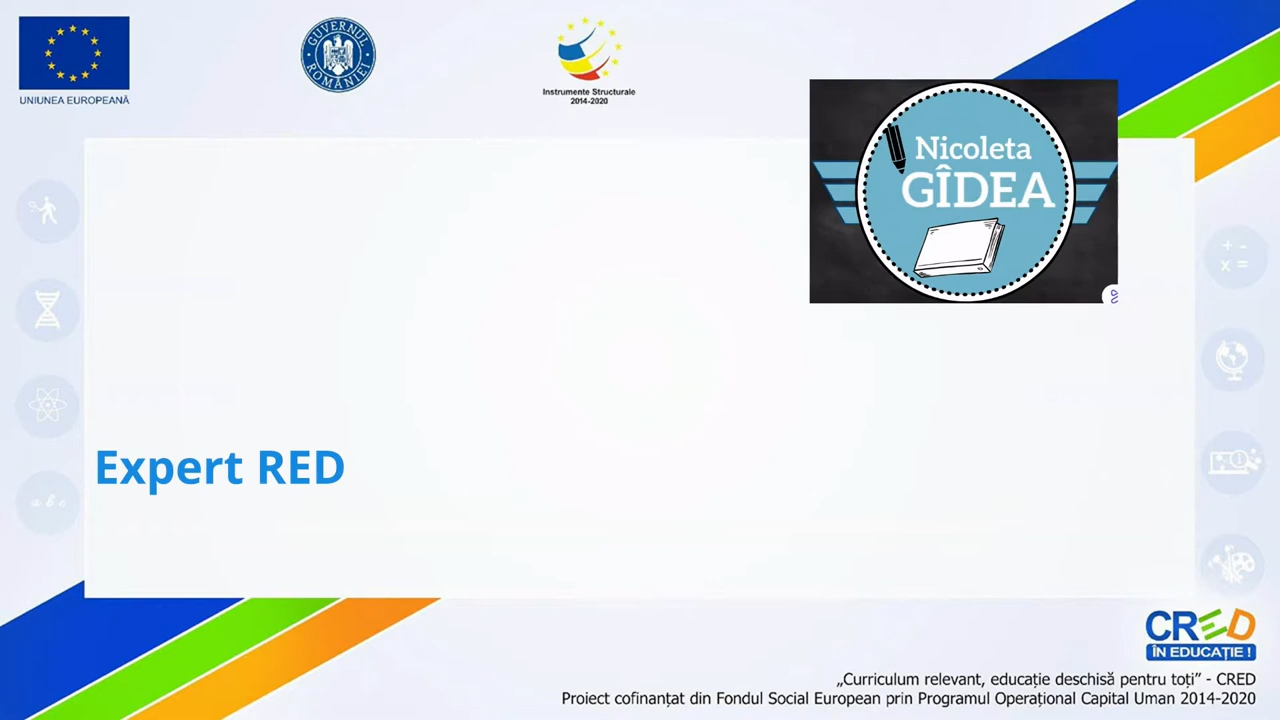 UNIUNEA EUROPEANĂ
GUVERNUL ROMÂNIEI
Instrumente Structurale
2014-2020
Nicoleta
GÎDEA
+ -
x =
a b c
Expert RED
CRED
ÎN EDUCAȚIE !
„Curriculum relevant, educație deschisă pentru toți” - CRED
Proiect cofinanțat din Fondul Social European prin Programul Operațional Capital Uman 2014-2020